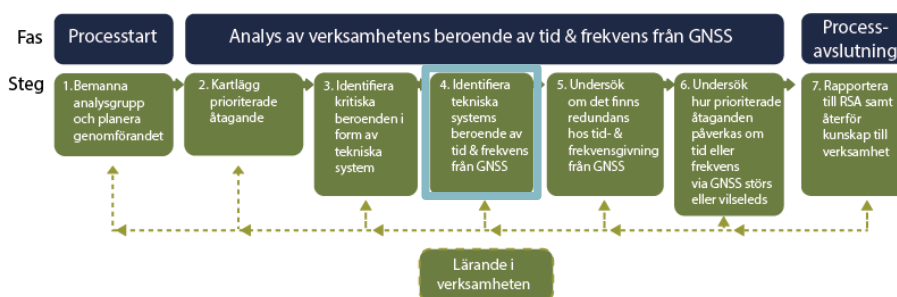 Fas
Processtart
Analys av verksamhetens beroende av tid & frekvens från GNSS
Process-
avslutning
Steg
1. Bemanna
analysgrupp
och planera
genomförandet
2. Kartlägg
prioriterade
åtagande
3. Identifiera
kritiska
beroenden i
form av
tekniska
system
4. Identifiera
tekniska
systems
beroende av
tid & frekvens
från GNSS
5. Undersök
om det finns
redundans
hos tid- &
frekvensgivning
från GNSS
6. Undersök
hur prioriterade
åtaganden
påverkas om
tid eller
frekvens
via GNSS störs
eller vilseleds
7. Rapportera
till RSA samt
återför
kunskap till
verksamhet
Lärande i
verksamheten